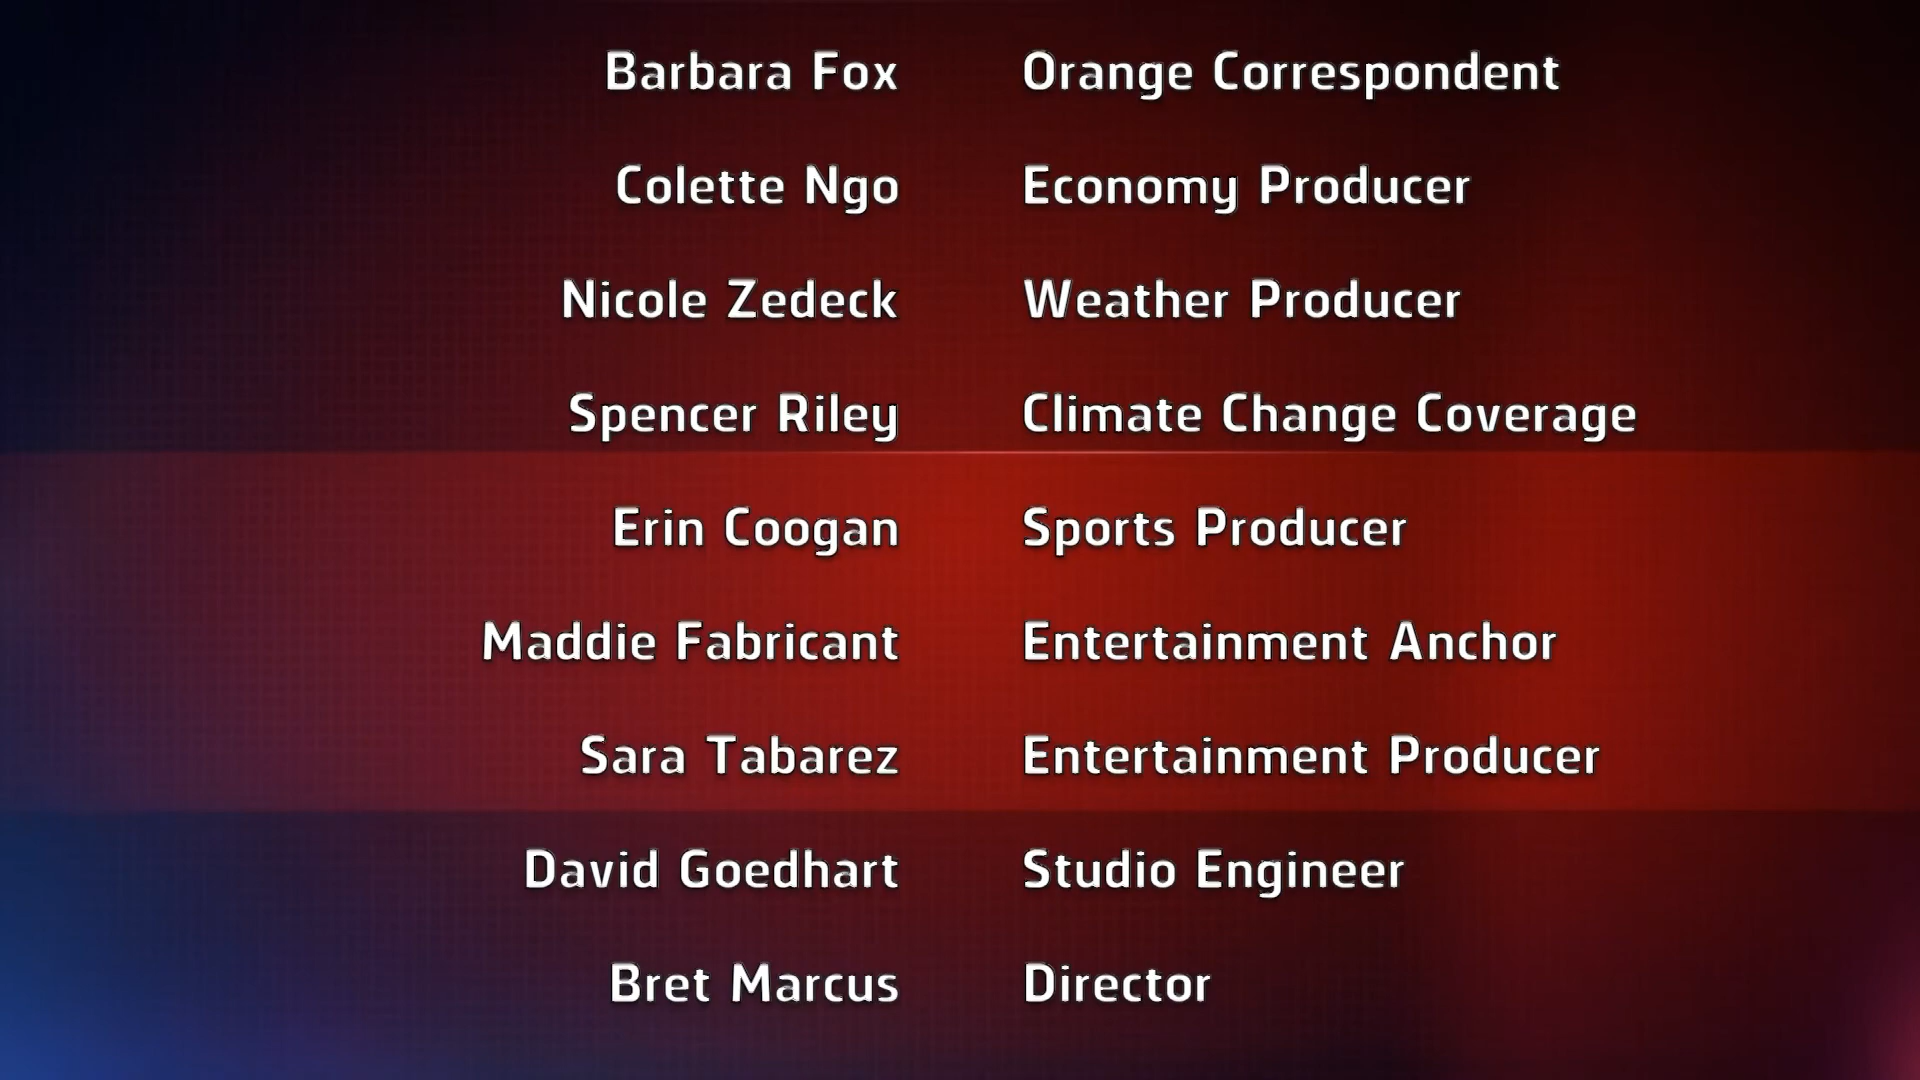 Barbara Fox Orange Correspondent
Colette Ngo Economy Producer
Nicole Zedeck Weather Producer
Spencer Riley Climate Change Coverage
Erin Coogan Sports Producer
Maddie Fabricant Entertainment Anchor
Sara Tabarez Entertainment Producer
David Goedhart Studio Engineer
Bret Marcus Director